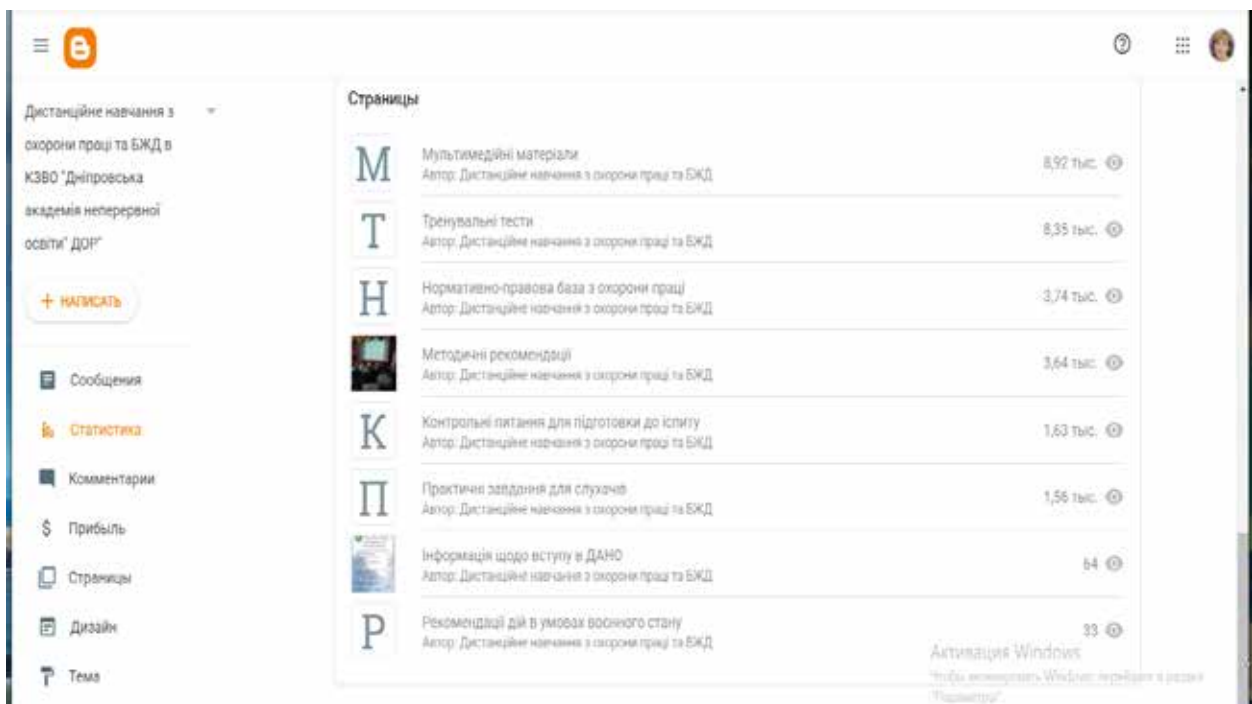 Дистанційне навчання з
охорони праці та БЖД в
КЗВО "Дніпровська
академія неперервної
освіти" ДОР"
+ НАПИСАТЬ
Сообщения
Статистика
Комментарии
$ Прибыль
Страницы
Дизайн
Тема
Страницы
М
Мультимедійні матеріали
Автор: Дистанційне навчання з охорони праці та БЖД
8,92 тыс.
Т
Тренувальні тести
Автор: Дистанційне навчання з охорони праці та БЖД
8,35 тыс.
Н
Нормативно-правова база з охорони праці
Автор: Дистанційне навчання з охорони праці та БЖД
3,74 тыс.
Методичні рекомендації
Автор: Дистанційне навчання з охорони праці та БЖД
3,64 тыс.
К
Контрольні питання для підготовки до іспиту
Автор: Дистанційне навчання з охорони праці та БЖД
1,63 тыс.
П
Практичні завдання для слухачів
Автор: Дистанційне навчання з охорони праці та БЖД
1,56 тыс.
Інформація щодо вступу в ДАНО
Автор: Дистанційне навчання з охорони праці та БЖД
64
Р
Рекомендації дій в умовах воєнного стану
Автор: Дистанційне навчання з охорони праці та БЖД
33
Активация Windows
Чтобы активировать Windows, перейдите в раздел
"Параметры".